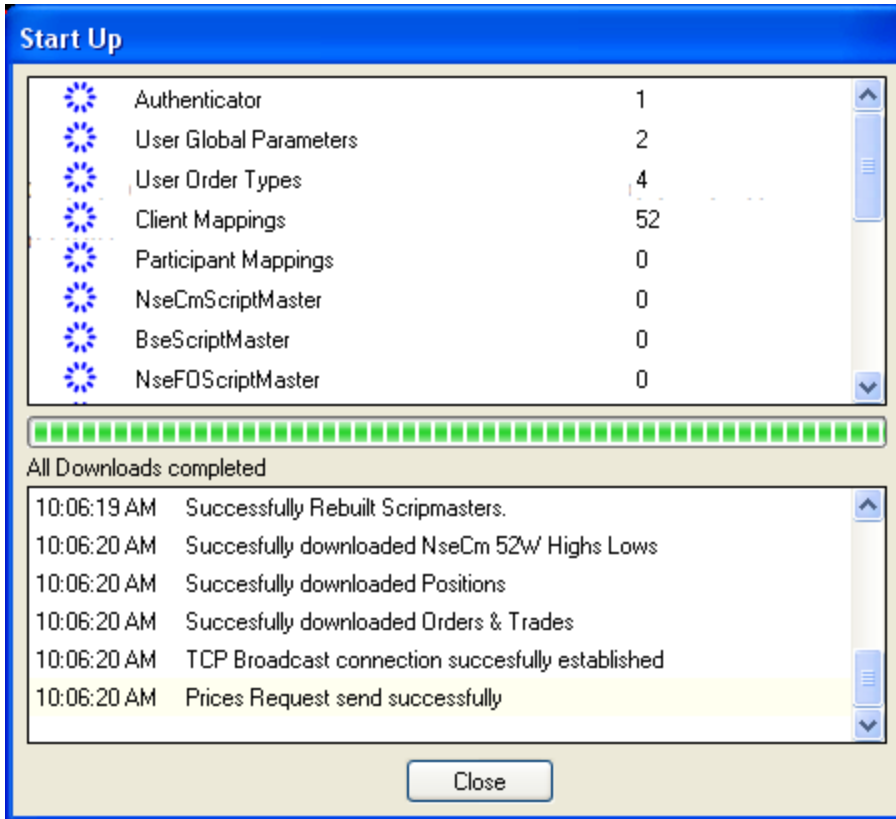 Start Up
Authenticator 1
User Global Parameters 2
User Order Types 4
Client Mappings 52
Participant Mappings 0
NseCmScriptMaster 0
BseScriptMaster 0
NseFOScriptMaster 0
All Downloads completed
10:06:19 AM Successfully Rebuilt Scripmasters.
10:06:20 AM Succesfully downloaded NseCm 52W Highs Lows
10:06:20 AM Succesfully downloaded Positions
10:06:20 AM Succesfully downloaded Orders & Trades
10:06:20 AM TCP Broadcast connection succesfully established
10:06:20 AM Prices Request send successfully
Close